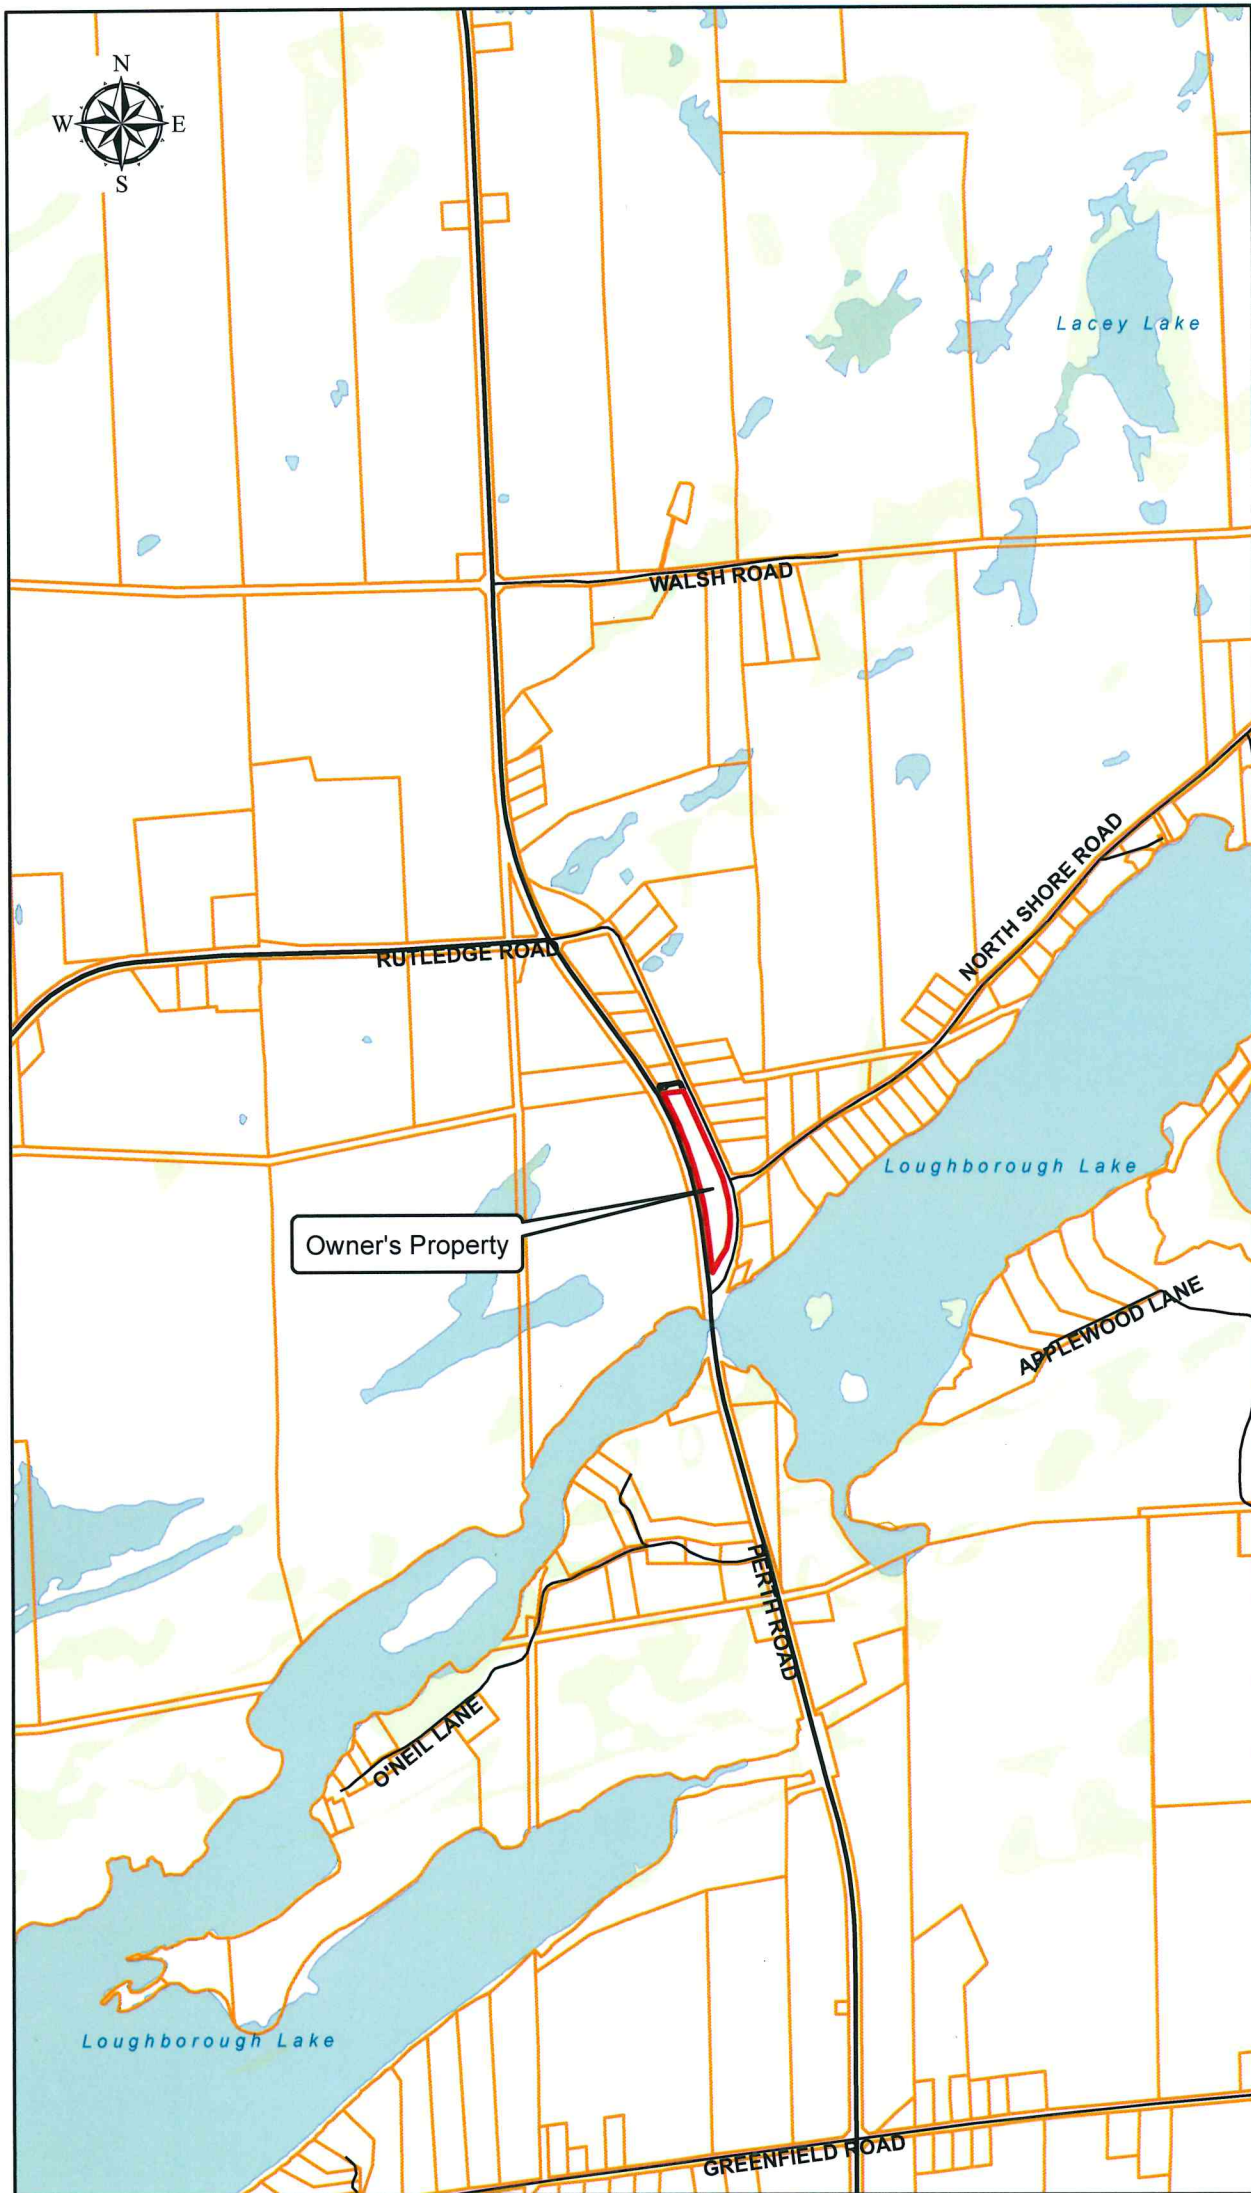 N
W E
S
Lacey Lake
WALSH ROAD
NORTH SHORE ROAD
RUTLEDGE ROAD
Loughborough Lake
Owner's Property
APPLEWOOD LANE
PERTH ROAD
O'NEIL LANE
Loughborough Lake
GREENFIELD ROAD